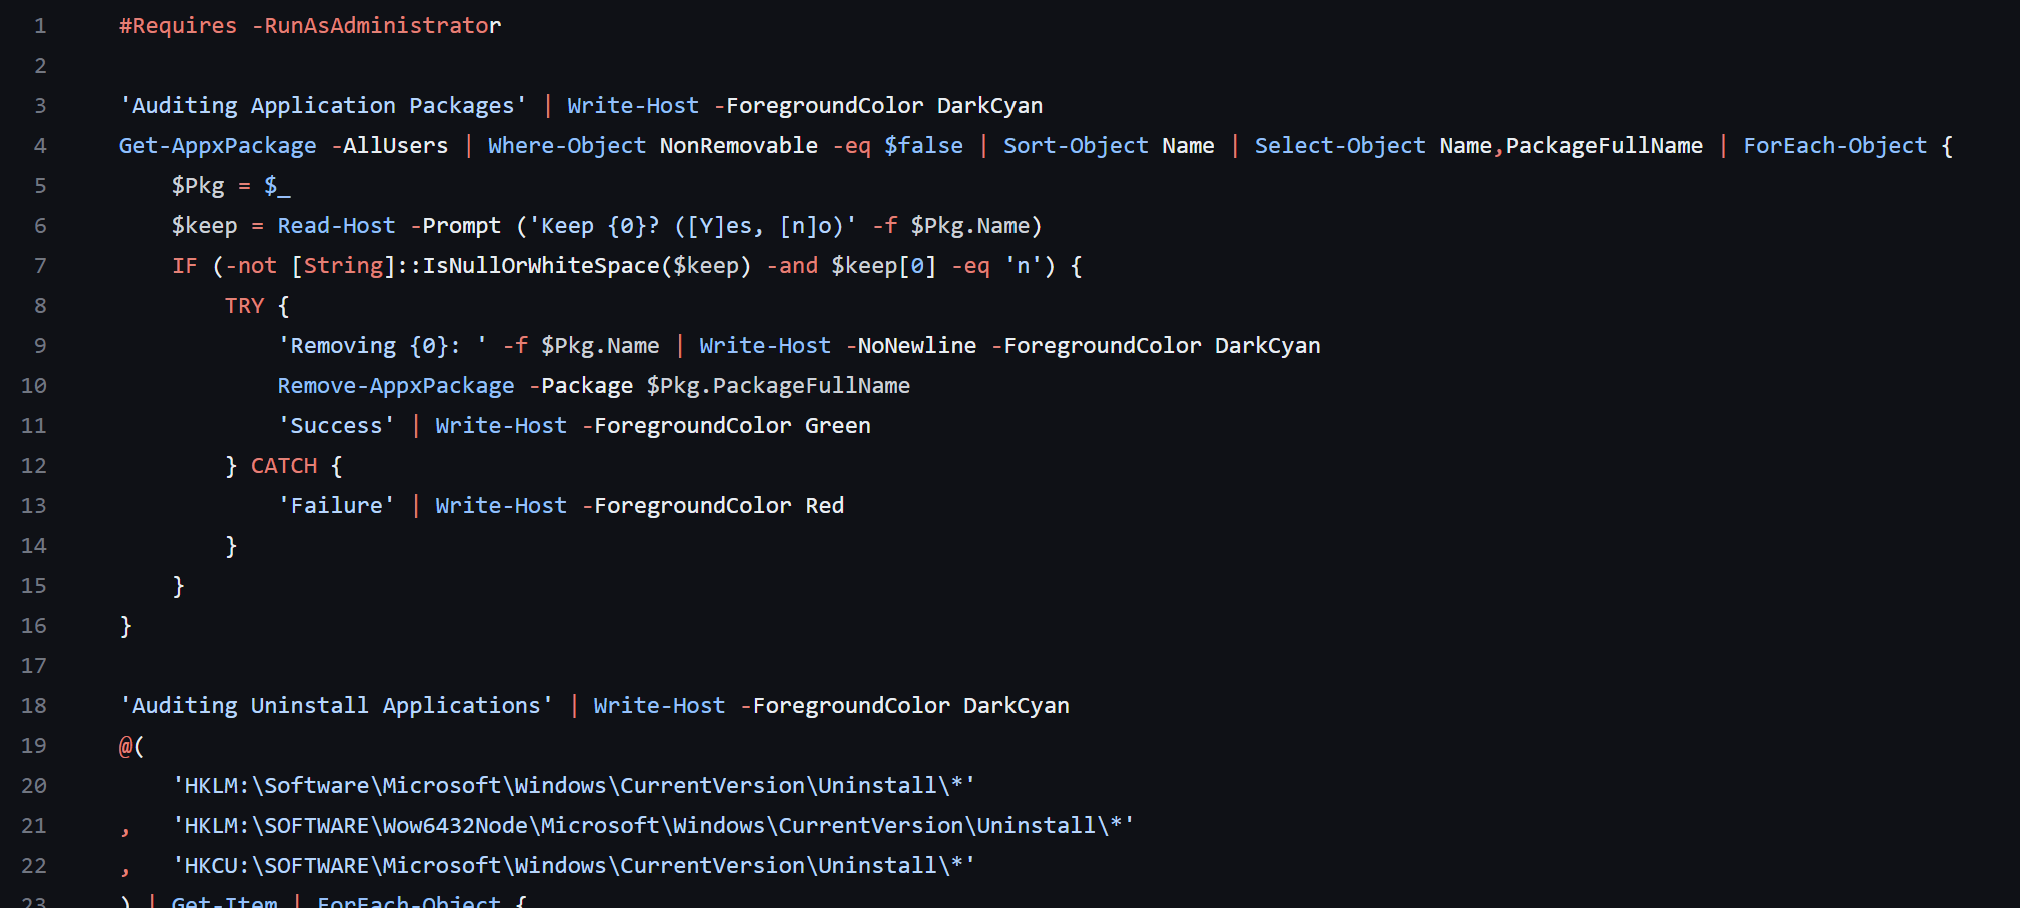 1 #Requires -RunAsAdministrator
2
3 'Auditing Application Packages' | Write-Host -ForegroundColor DarkCyan
4 Get-AppxPackage -AllUsers | Where-Object NonRemovable -eq $false | Sort-Object Name | Select-Object Name,PackageFullName | ForEach-Object {
5     $Pkg = $_
6     $keep = Read-Host -Prompt ('Keep {0}? ([Y]es, [n]o)' -f $Pkg.Name)
7     IF (-not [String]::IsNullOrWhiteSpace($keep) -and $keep[0] -eq 'n') {
8         TRY {
9             'Removing {0}: ' -f $Pkg.Name | Write-Host -NoNewline -ForegroundColor DarkCyan
10             Remove-AppxPackage -Package $Pkg.PackageFullName
11             'Success' | Write-Host -ForegroundColor Green
12         } CATCH {
13             'Failure' | Write-Host -ForegroundColor Red
14         }
15     }
16 }
17
18 'Auditing Uninstall Applications' | Write-Host -ForegroundColor DarkCyan
19 @(
20     'HKLM:\Software\Microsoft\Windows\CurrentVersion\Uninstall\*'
21 ,   'HKLM:\SOFTWARE\Wow6432Node\Microsoft\Windows\CurrentVersion\Uninstall\*'
22 ,   'HKCU:\SOFTWARE\Microsoft\Windows\CurrentVersion\Uninstall\*'
23 ) | Get-Item | ForEach-Object {